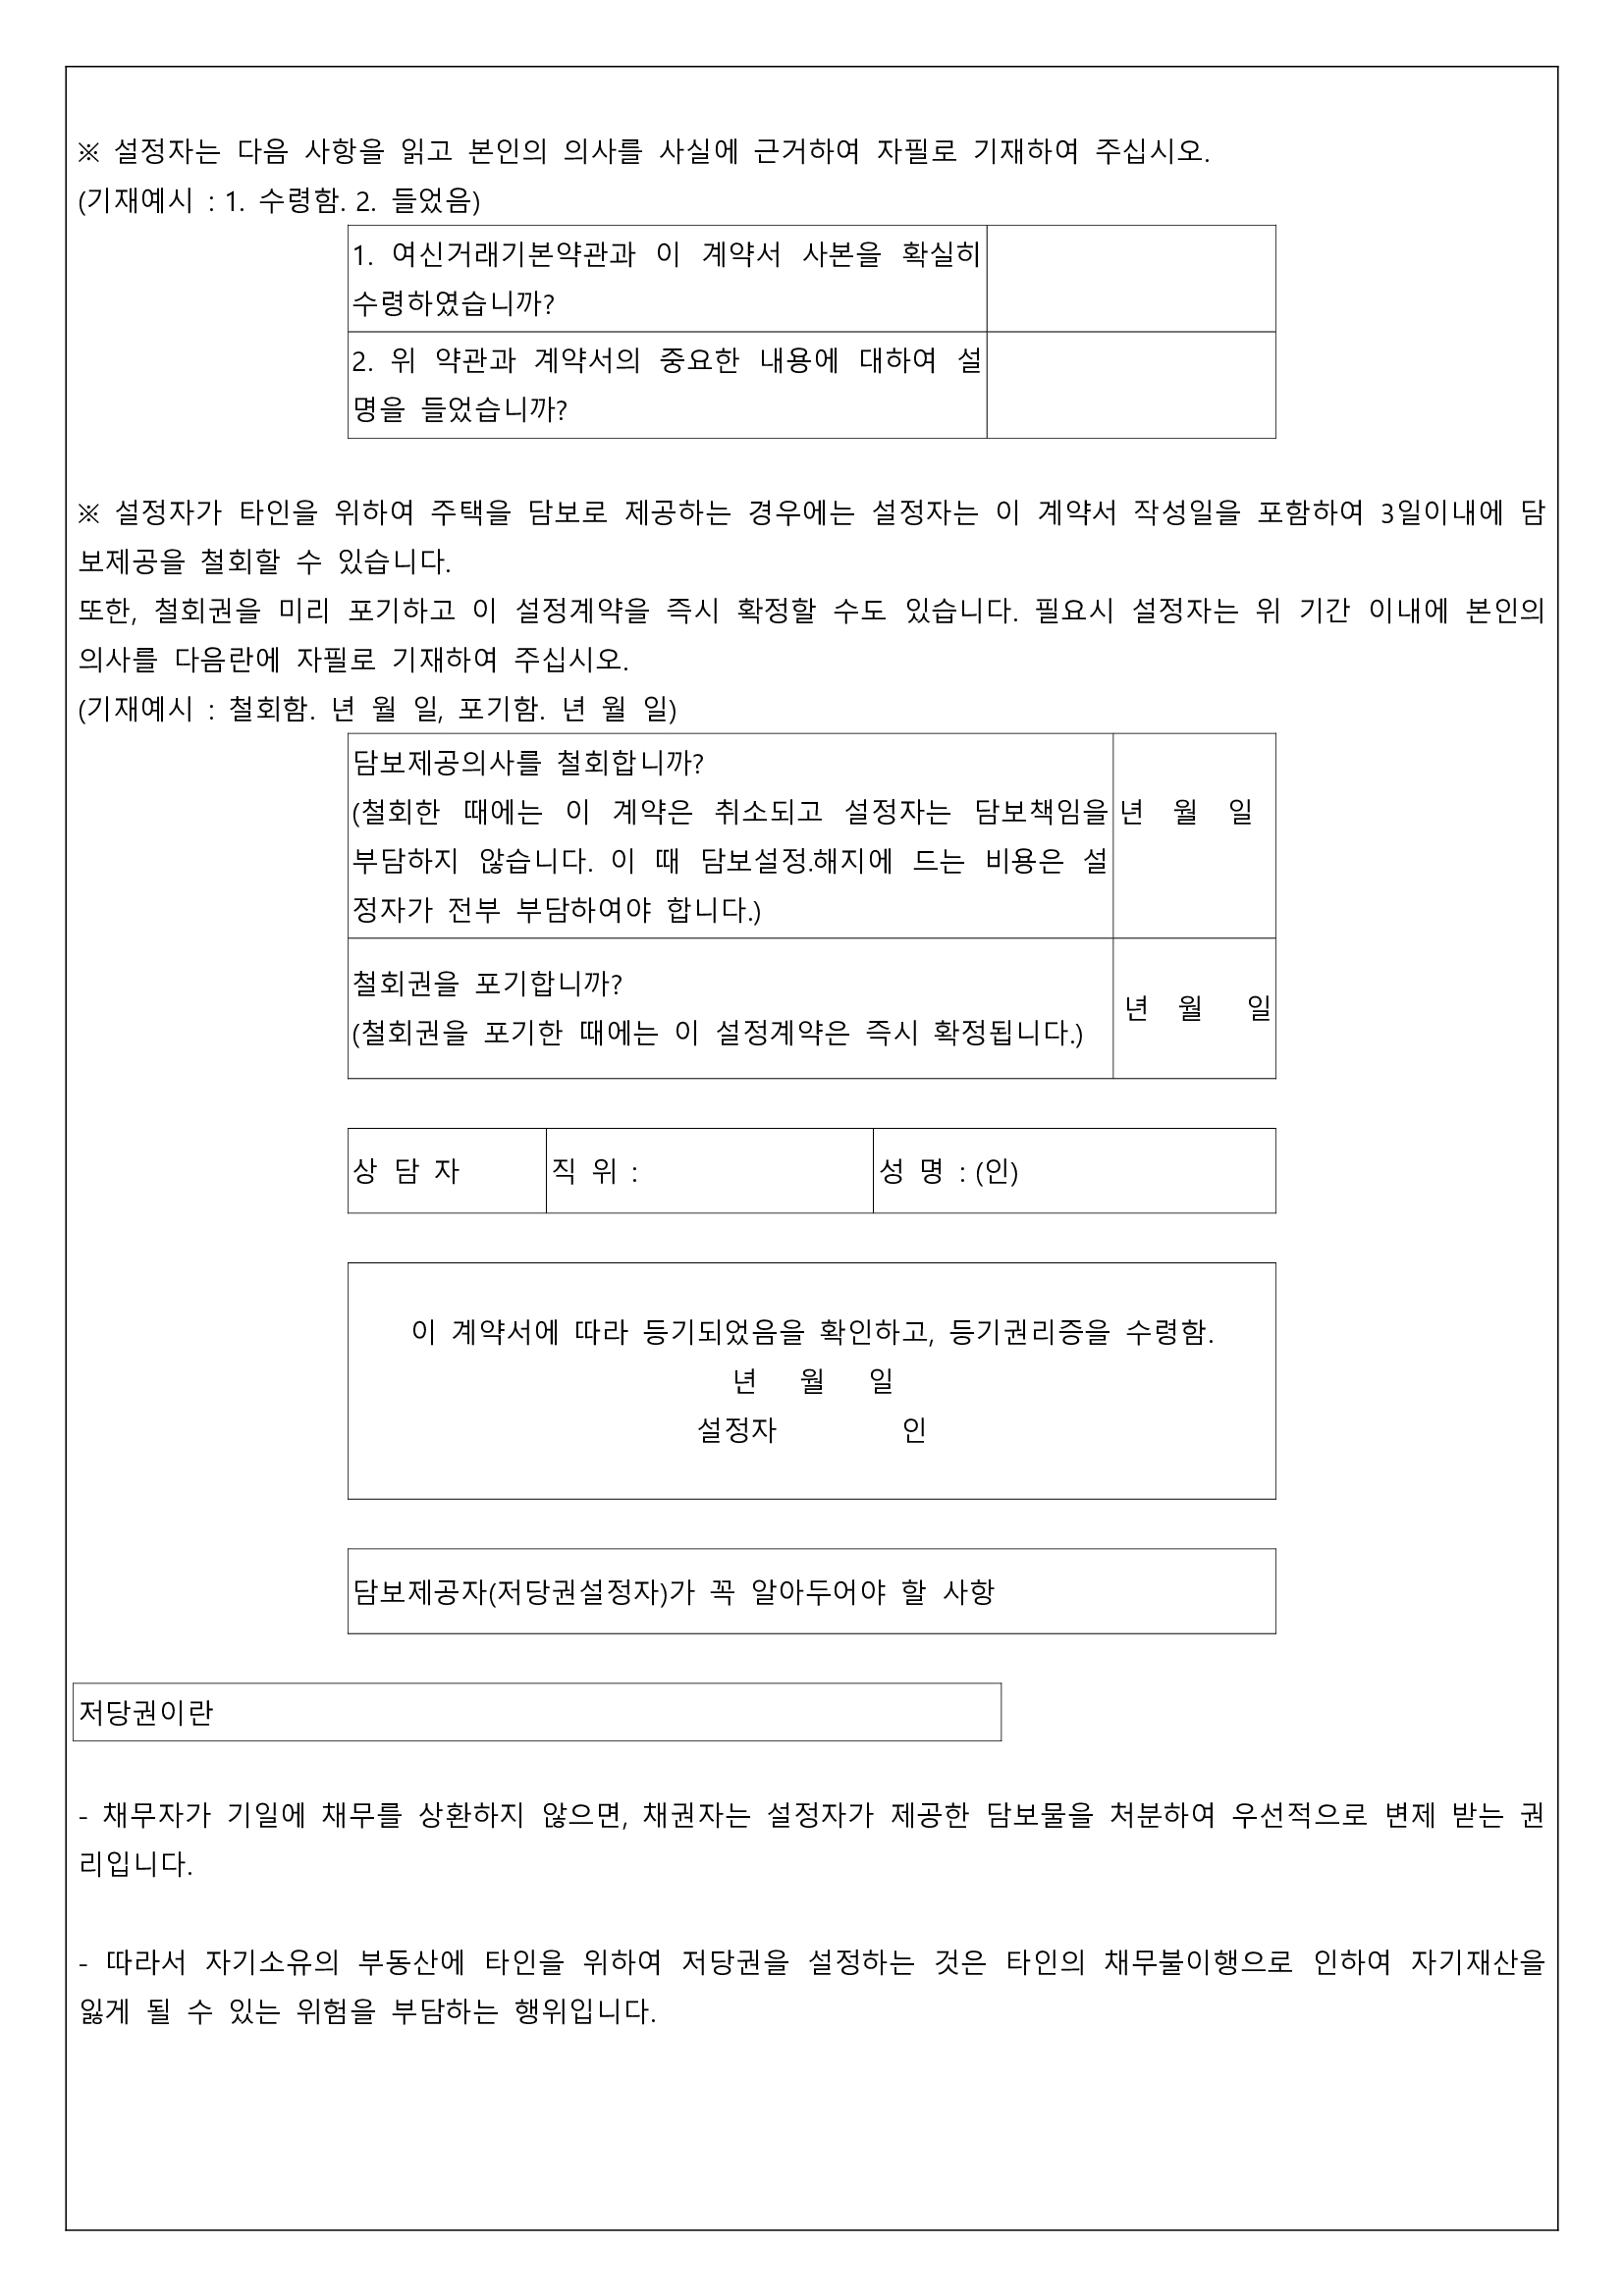 ※ 설정자는 다음 사항을 읽고 본인의 의사를 사실에 근거하여 자필로 기재하여 주십시오.
(기재예시 : 1. 수령함. 2. 들었음)
1. 여신거래기본약관과 이 계약서 사본을 확실히
수령하였습니까?
2. 위 약관과 계약서의 중요한 내용에 대하여 설
명을 들었습니까?
※ 설정자가 타인을 위하여 주택을 담보로 제공하는 경우에는 설정자는 이 계약서 작성일을 포함하여 3일이내에 담
보제공을 철회할 수 있습니다.
또한, 철회권을 미리 포기하고 이 설정계약을 즉시 확정할 수도 있습니다. 필요시 설정자는 위 기간 이내에 본인의
의사를 다음란에 자필로 기재하여 주십시오.
(기재예시 : 철회함. 년 월 일, 포기함. 년 월 일)
담보제공의사를 철회합니까?
(철회한 때에는 이 계약은 취소되고 설정자는 담보책임을
부담하지 않습니다. 이 때 담보설정.해지에 드는 비용은 설
정자가 전부 부담하여야 합니다.)
년 월 일
철회권을 포기합니까?
(철회권을 포기한 때에는 이 설정계약은 즉시 확정됩니다.)
년 월 일
상 담 자 직 위 : 성 명 : (인)
이 계약서에 따라 등기되었음을 확인하고, 등기권리증을 수령함.
년 월 일
설정자 인
담보제공자(저당권설정자)가 꼭 알아두어야 할 사항
저당권이란
- 채무자가 기일에 채무를 상환하지 않으면, 채권자는 설정자가 제공한 담보물을 처분하여 우선적으로 변제 받는 권
리입니다.
- 따라서 자기소유의 부동산에 타인을 위하여 저당권을 설정하는 것은 타인의 채무불이행으로 인하여 자기재산을
잃게 될 수 있는 위험을 부담하는 행위입니다.